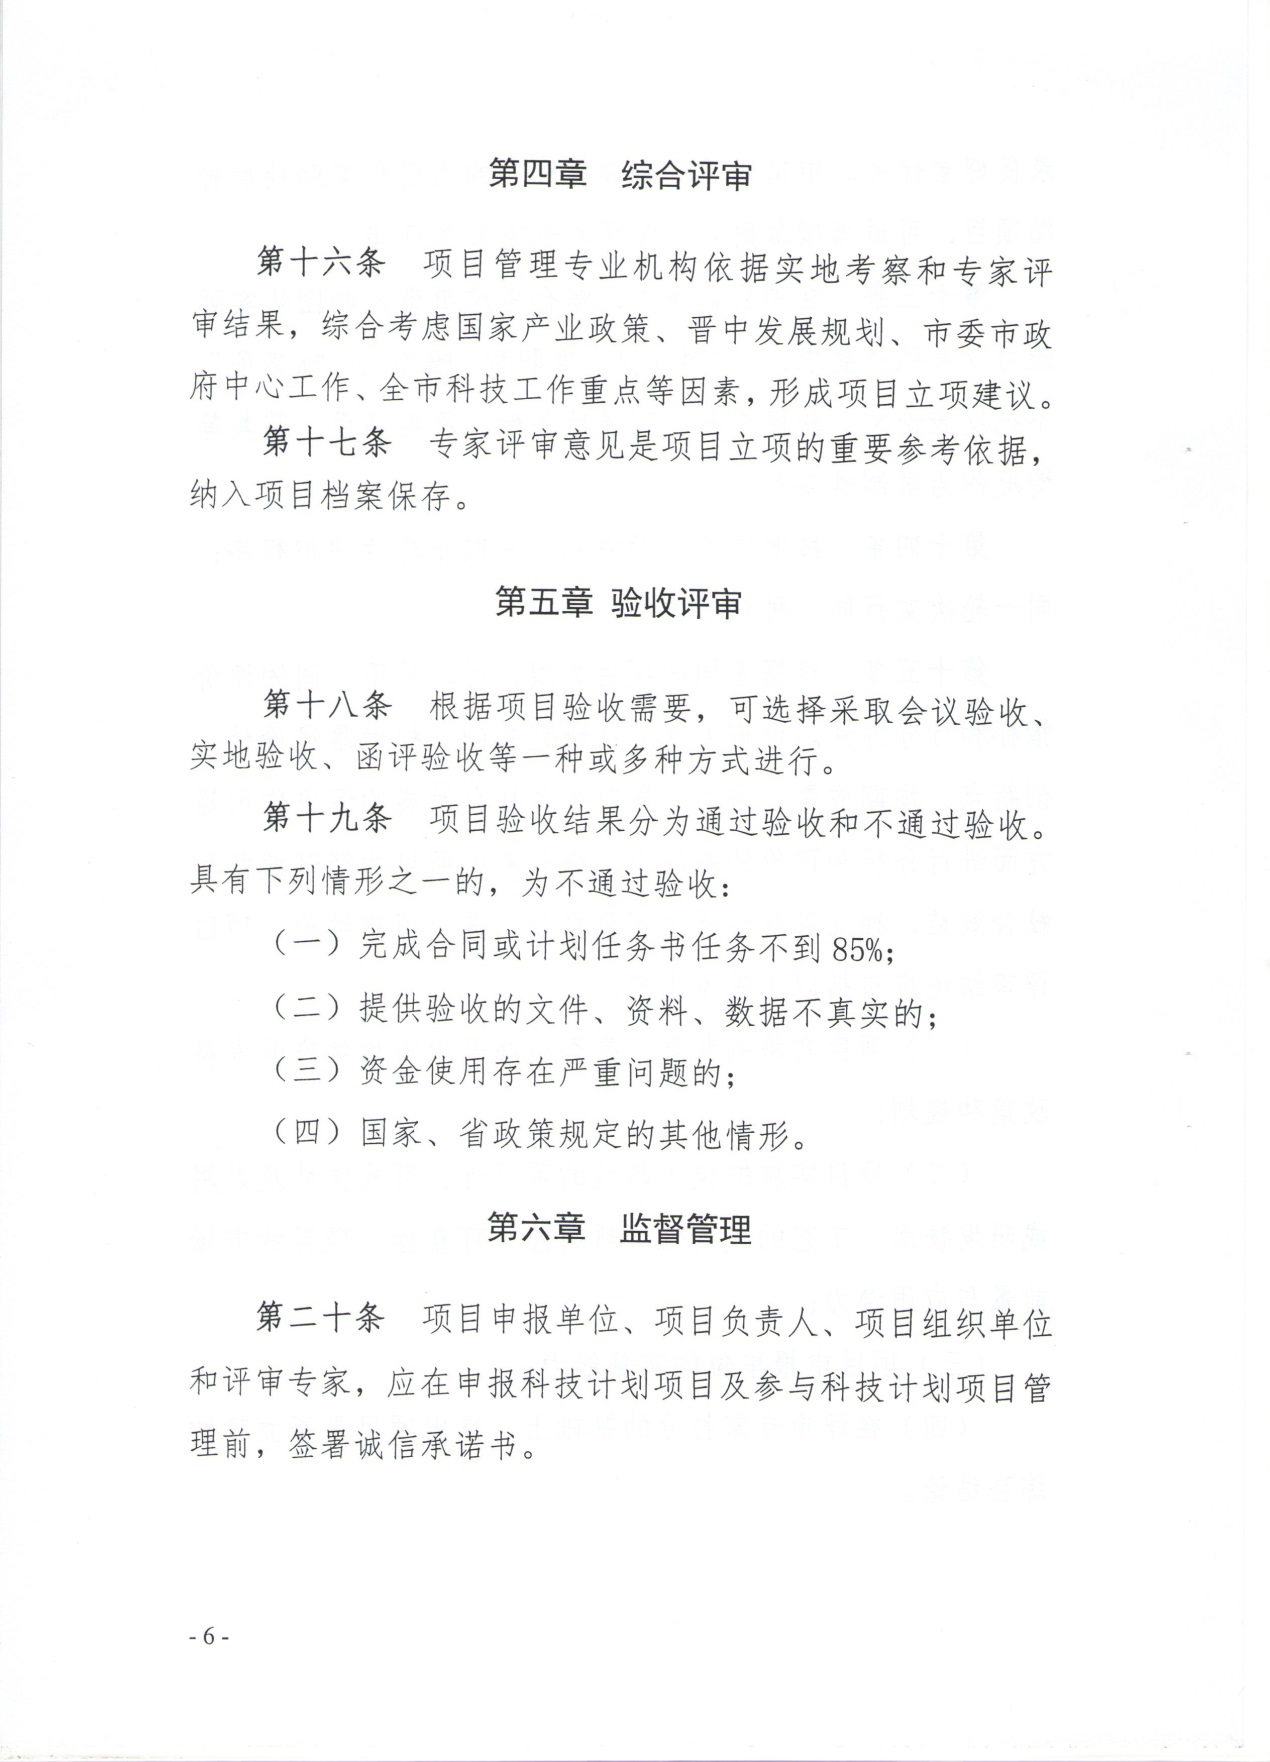 第四章 综合评审
第十六条 项目管理专业机构依据实地考察和专家评
审结果，综合考虑国家产业政策、晋中发展规划、市委市政
府中心工作、全市科技工作重点等因素，形成项目立项建议。
第十七条 专家评审意见是项目立项的重要参考依据，
纳入项目档案保存。
第五章 验收评审
第十八条 根据项目验收需要，可选择采取会议验收、
实地验收、函评验收等一种或多种方式进行。
第十九条 项目验收结果分为通过验收和不通过验收。
具有下列情形之一的，为不通过验收：
（一）完成合同或计划任务书任务不到 85%；
（二）提供验收的文件、资料、数据不真实的；
（三）资金使用存在严重问题的；
（四）国家、省政策规定的其他情形。
第六章 监督管理
第二十条 项目申报单位、项目负责人、项目组织单位
和评审专家，应在申报科技计划项目及参与科技计划项目管
理前，签署诚信承诺书。
- 6 -